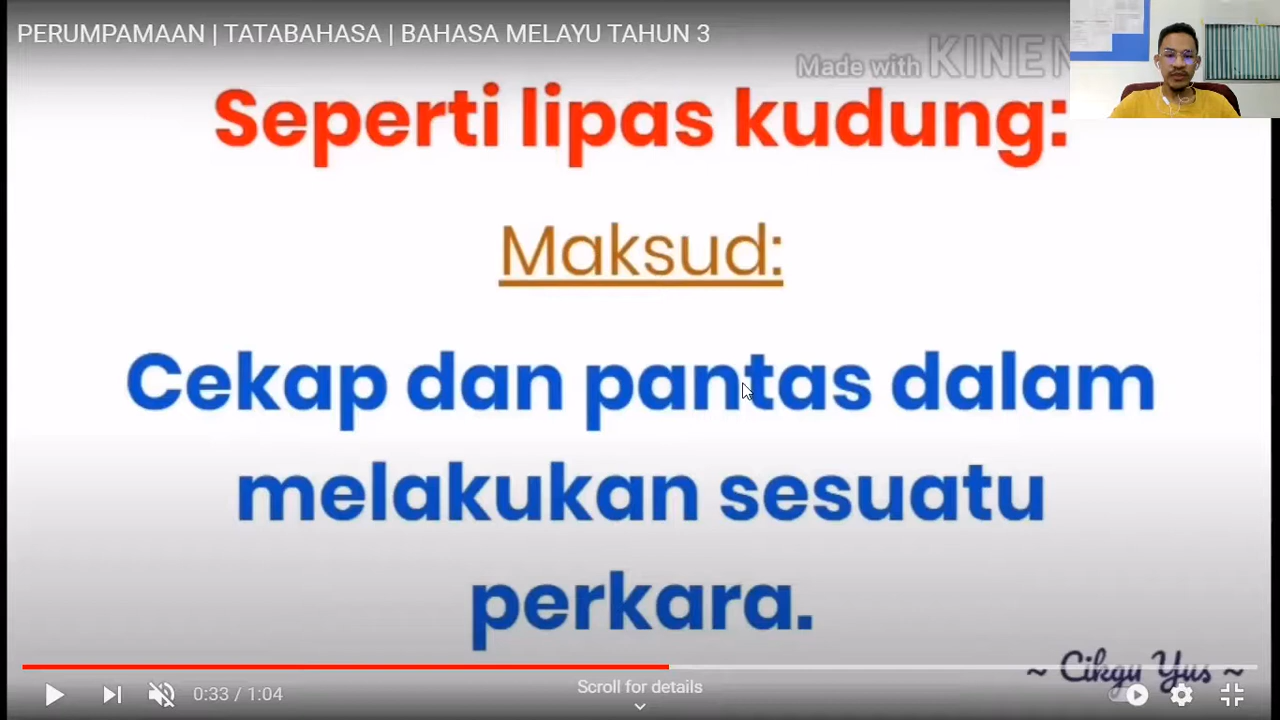 PERUMPAMAAN | TATABAHASA | BAHASA MELAYU TAHUN 3
Made with KINEM
Seperti lipas kudung:
Maksud:
Cekap dan pantas dalam
melakukan sesuatu
perkara.
~ Cikgu Yus ~
0:33 / 1:04
Scroll for details